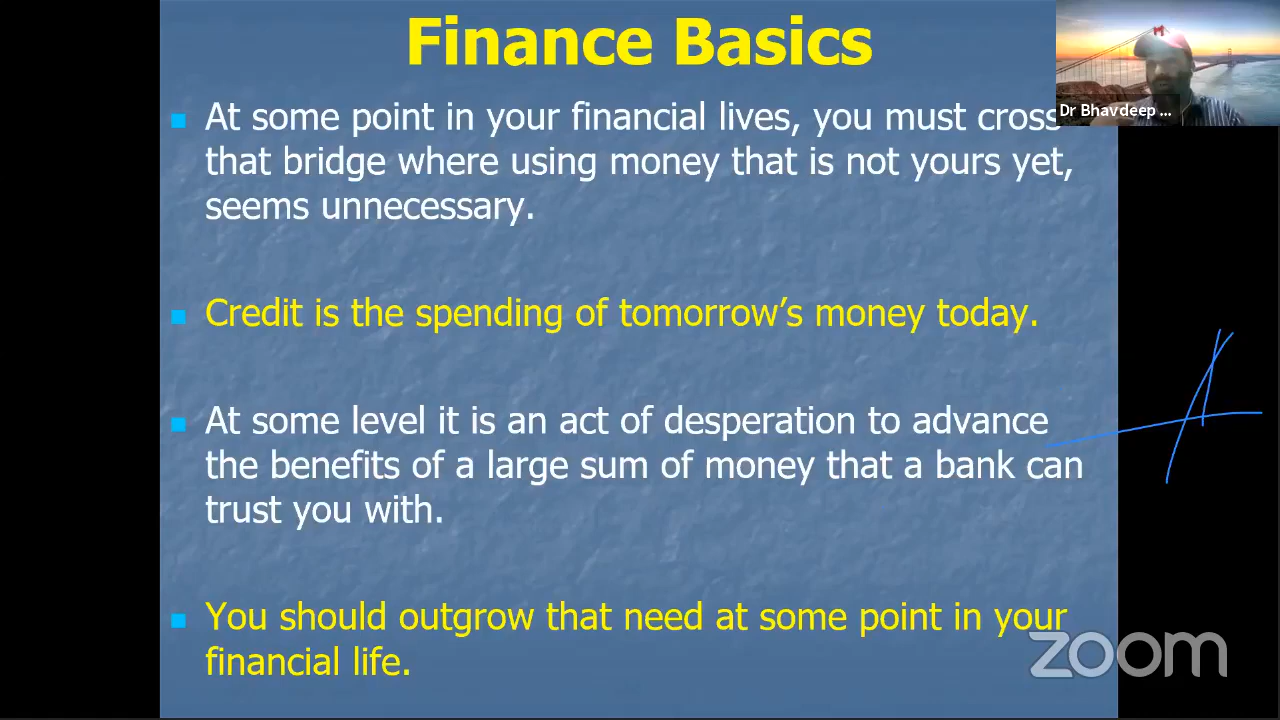 Finance Basics
Dr Bhavdeep ...
At some point in your financial lives, you must cross
that bridge where using money that is not yours yet,
seems unnecessary.
Credit is the spending of tomorrow’s money today.
At some level it is an act of desperation to advance
the benefits of a large sum of money that a bank can
trust you with.
You should outgrow that need at some point in your
financial life.
zoom